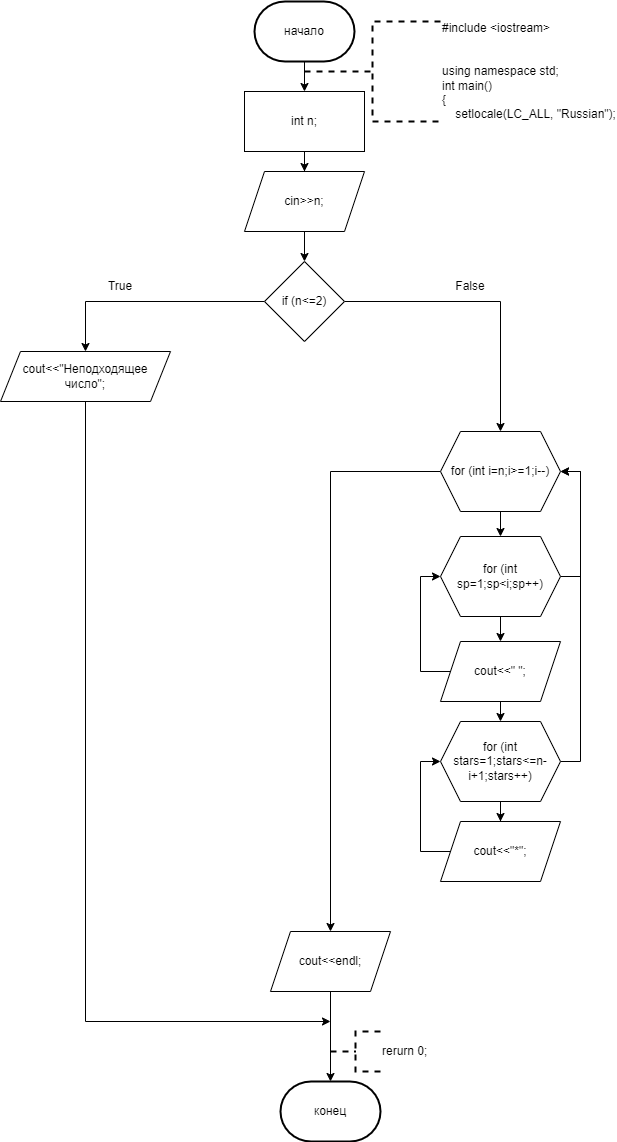 начало
#include <iostream>
using namespace std;
int main()
{
setlocale(LC_ALL, "Russian");
int n;
cin>>n;
if (n<=2)
True
False
cout<<"Неподходящее
число";
for (int i=n;i>=1;i--)
for (int
sp=1;sp<i;sp++)
cout<<" ";
for (int
stars=1;stars<=n-
i+1;stars++)
cout<<"*";
cout<<endl;
rerurn 0;
конец